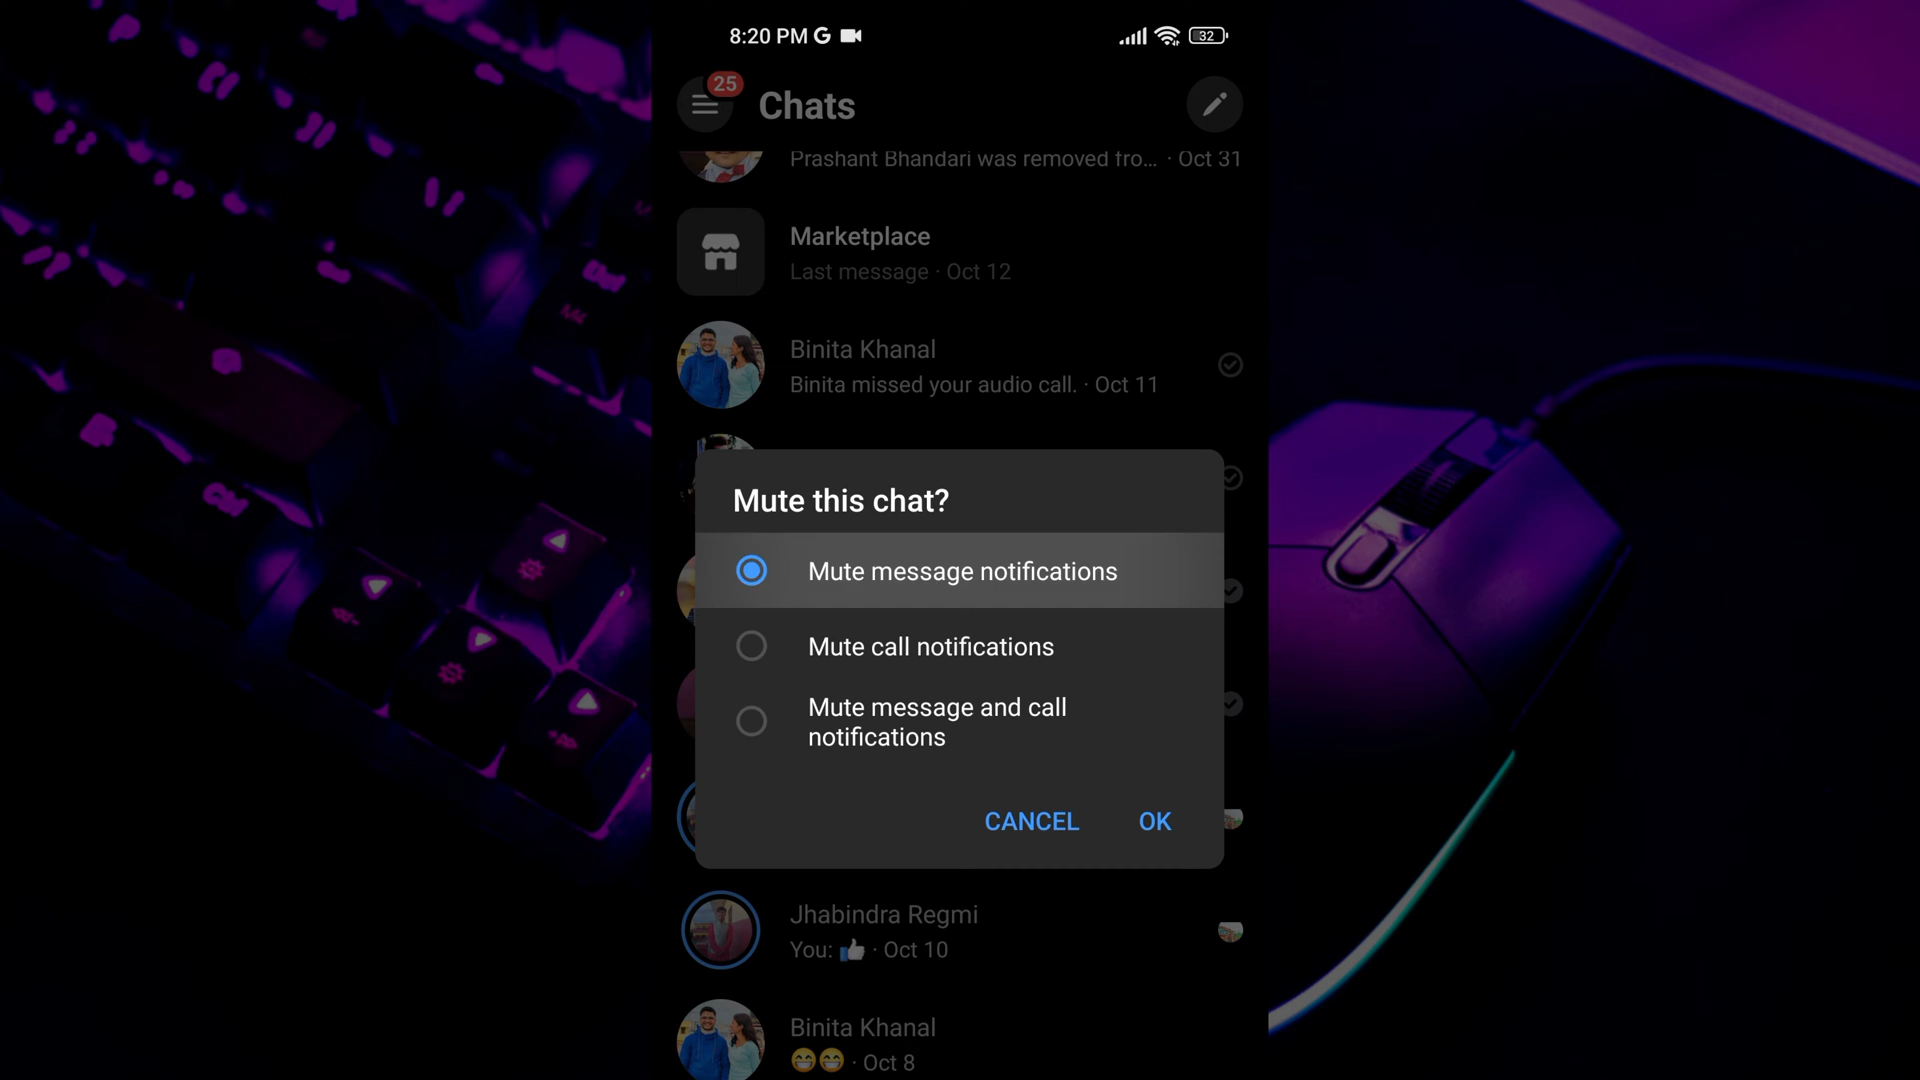 8:20 PM G
32
25
Chats
Prashant Bhandari was removed fro... · Oct 31
Marketplace
Last message · Oct 12
Binita Khanal
Binita missed your audio call. · Oct 11
Mute this chat?
Mute message notifications
Mute call notifications
Mute message and call
notifications
CANCEL
OK
Jhabindra Regmi
You: 👍 · Oct 10
Binita Khanal
😁😁 · Oct 8